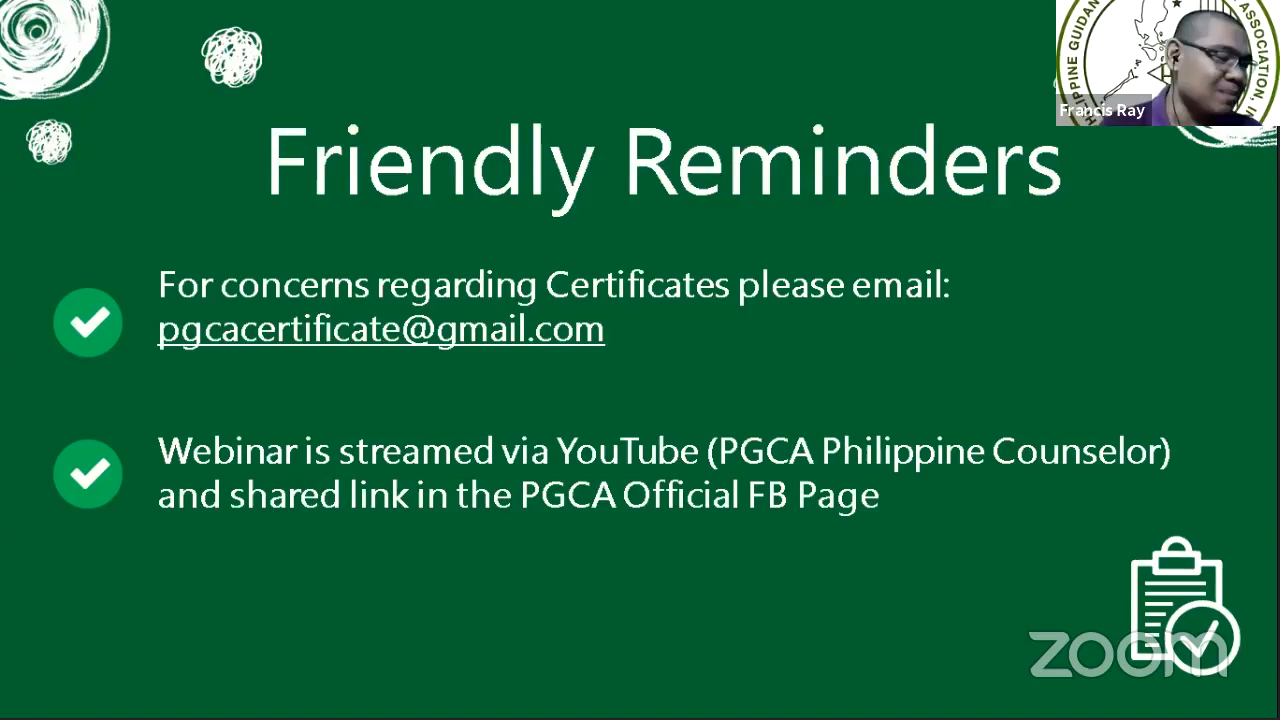 Friendly Reminders
For concerns regarding Certificates please email:
pgcacertificate@gmail.com
Webinar is streamed via YouTube (PGCA Philippine Counselor)
and shared link in the PGCA Official FB Page
Francis Ray
ASSOCIATION,
zoom